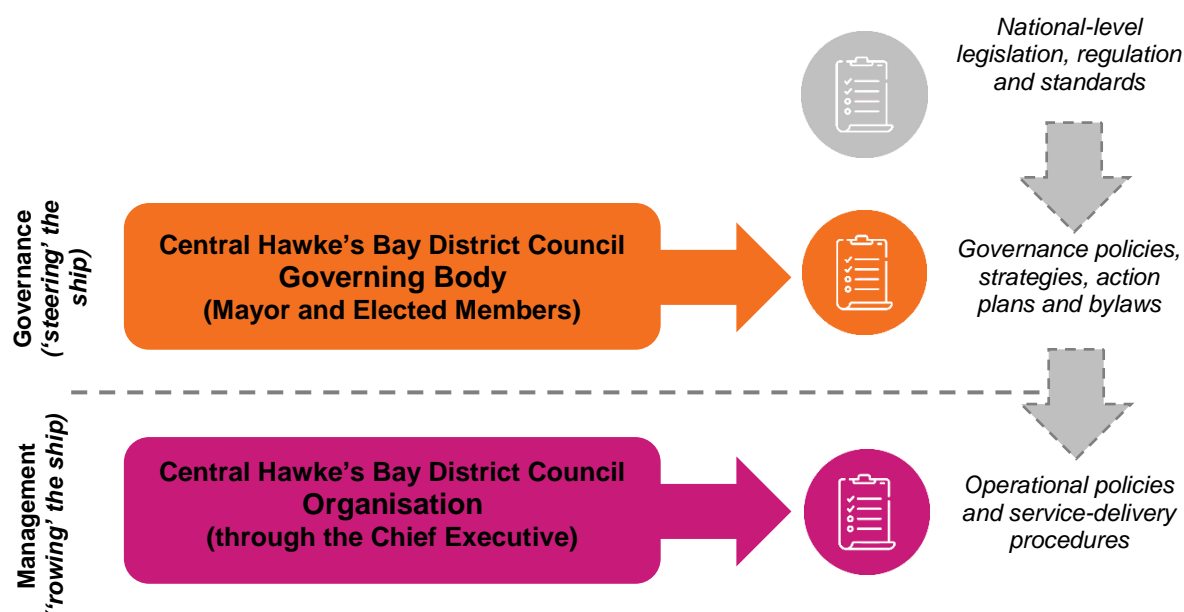 National-level
legislation, regulation
and standards
Governance
('steering' the
ship)
Central Hawke’s Bay District Council
Governing Body
(Mayor and Elected Members)
Governance policies,
strategies, action
plans and bylaws
Management
('rowing' the ship)
Central Hawke’s Bay District Council
Organisation
(through the Chief Executive)
Operational policies
and service-delivery
procedures